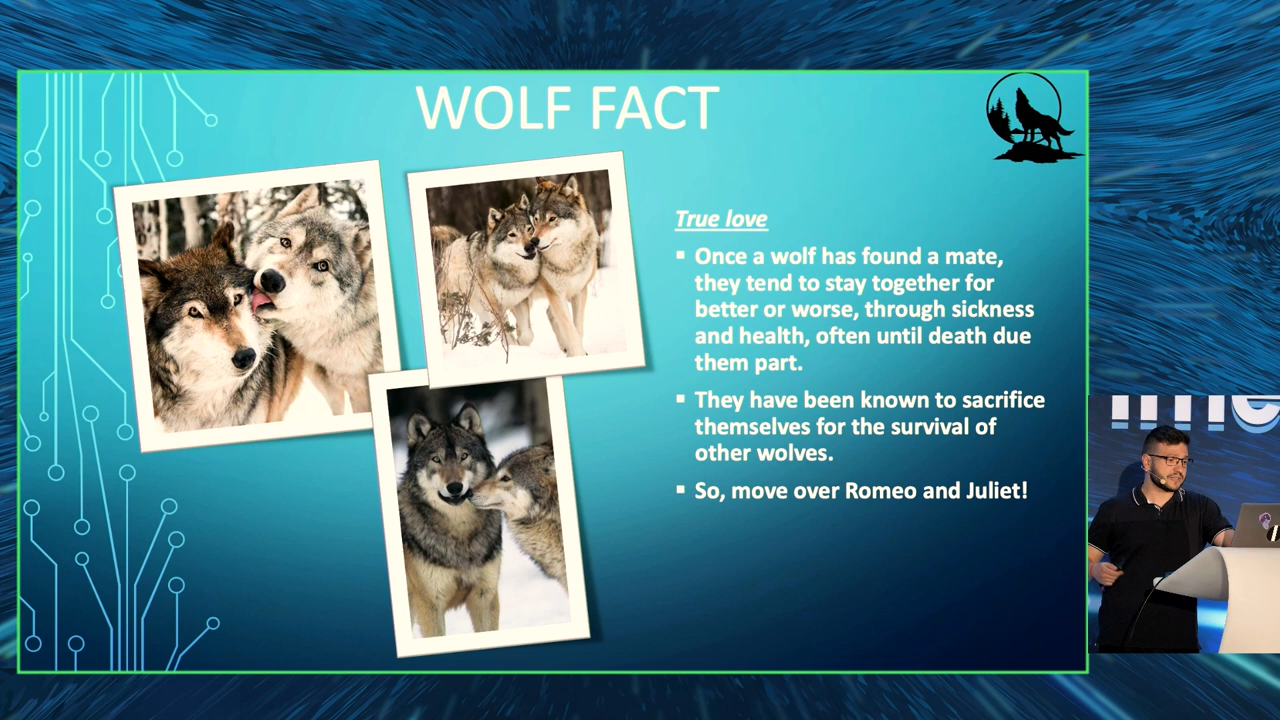 WOLF FACT
True love
Once a wolf has found a mate,
they tend to stay together for
better or worse, through sickness
and health, often until death due
them part.
They have been known to sacrifice
themselves for the survival of
other wolves.
So, move over Romeo and Juliet!